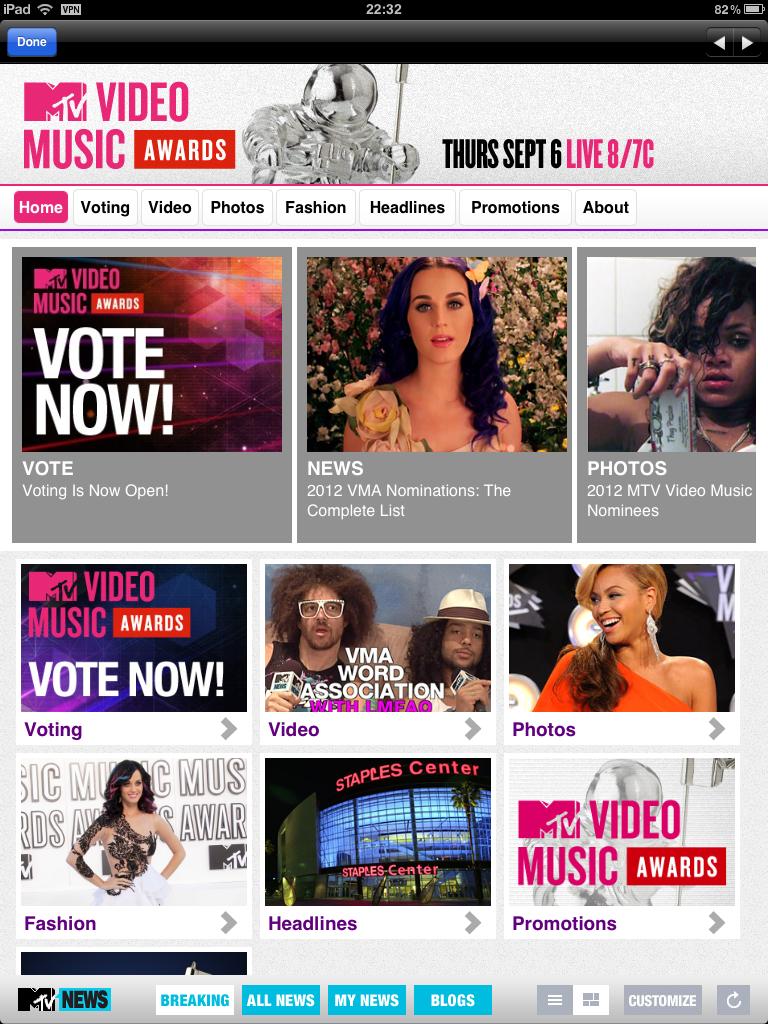 iPad VPN 22:32 82%
Done
MTV VIDEO
MUSIC AWARDS
THURS SEPT 6 LIVE 8/7C
Home Voting Video Photos Fashion Headlines Promotions About
MTV VIDEO
MUSIC AWARDS
VOTE
NOW!
VOTE
Voting Is Now Open!
NEWS
2012 VMA Nominations: The
Complete List
PHOTOS
2012 MTV Video Music
Nominees
MTV VIDEO
MUSIC AWARDS
VOTE NOW!
Voting
VMA
WORD
ASSOCIATION
WITH LMFAO
Video
Photos
SIC MUSIC MUS
RDS AWAR
MTV
Fashion
STAPLES Center
STAPLES Center
Headlines
MTV VIDEO
MUSIC AWARDS
Promotions
MTV NEWS
BREAKING ALL NEWS MY NEWS BLOGS CUSTOMIZE